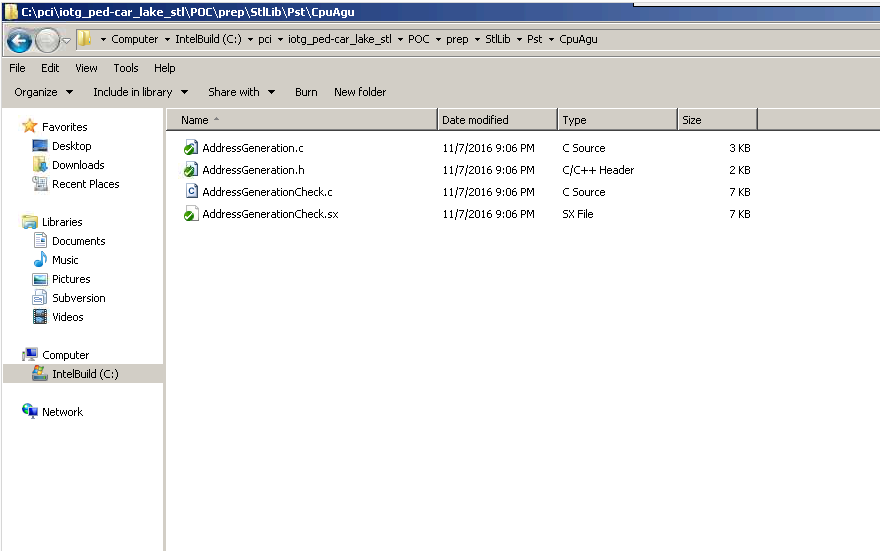 C:\pci\iotg_ped-car_lake_stl\POC\prep\StlLib\Pst\CpuAgu
Computer IntelBuild (C:) pci iotg_ped-car_lake_stl POC prep StlLib Pst CpuAgu
File Edit View Tools Help
Organize Include in library Share with Burn New folder
Favorites
Desktop
Downloads
Recent Places
Libraries
Documents
Music
Pictures
Subversion
Videos
Computer
IntelBuild (C:)
Network
Name Date modified Type Size
AddressGeneration.c 11/7/2016 9:06 PM C Source 3 KB
AddressGeneration.h 11/7/2016 9:06 PM C/C++ Header 2 KB
AddressGenerationCheck.c 11/7/2016 9:06 PM C Source 7 KB
AddressGenerationCheck.sx 11/7/2016 9:06 PM SX File 7 KB